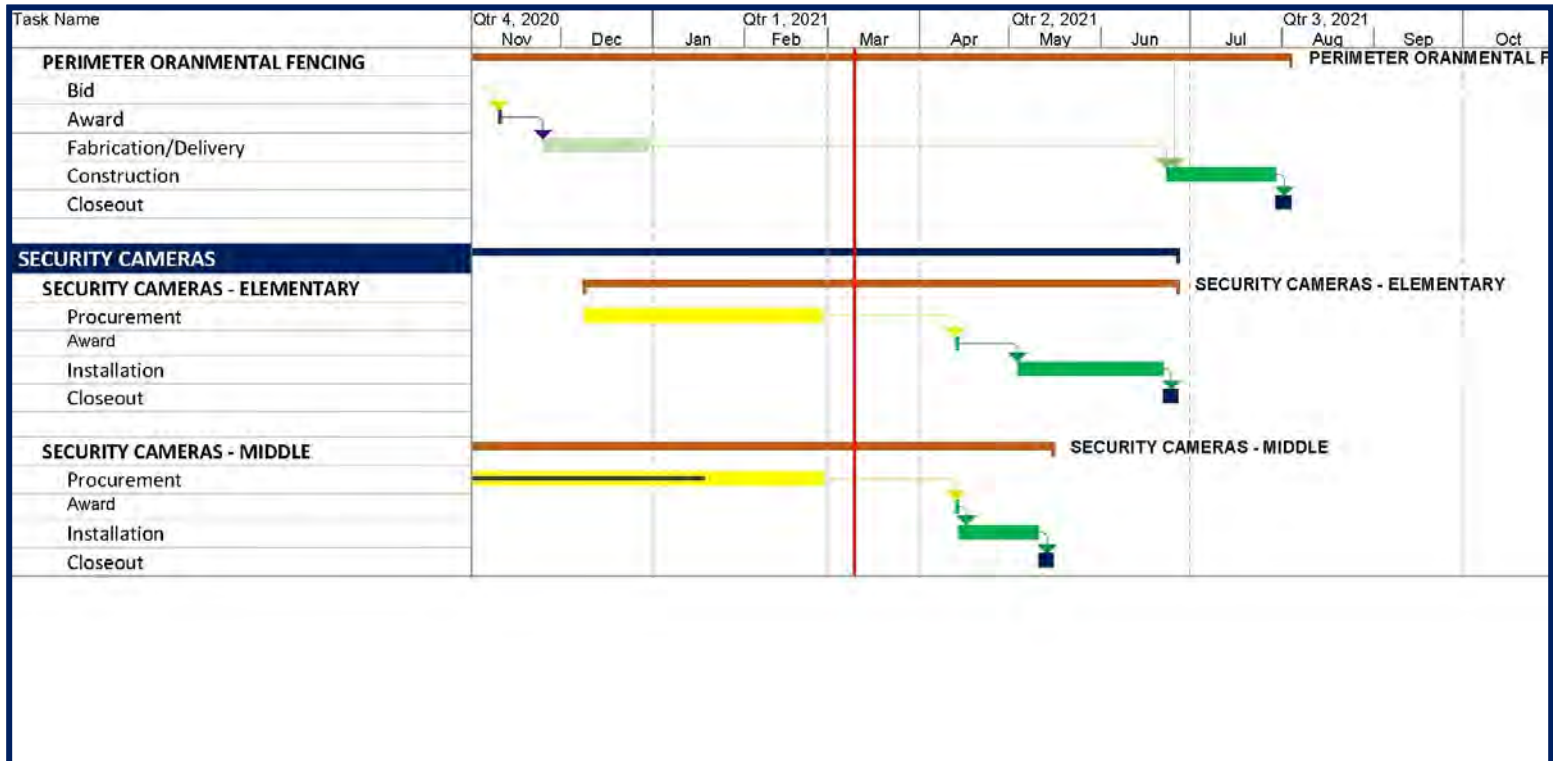 Task Name Qtr 4, 2020 Qtr 1, 2021 Qtr 2, 2021 Qtr 3, 2021
Nov Dec Jan Feb Mar Apr May Jun Jul Aug Sep Oct
PERIMETER ORANMENTAL FENCING PERIMETER ORANMENTAL F
Bid
Award
Fabrication/Delivery
Construction
Closeout
SECURITY CAMERAS
SECURITY CAMERAS - ELEMENTARY SECURITY CAMERAS - ELEMENTARY
Procurement
Award
Installation
Closeout
SECURITY CAMERAS - MIDDLE SECURITY CAMERAS - MIDDLE
Procurement
Award
Installation
Closeout